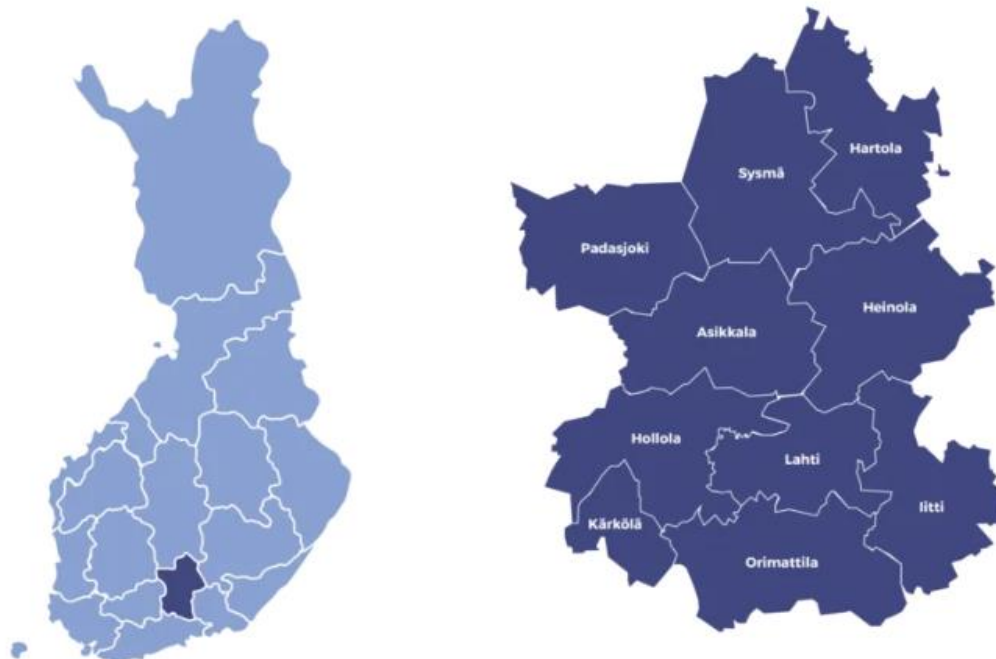 Hartola
Sysmä
Padasjoki
Heinola
Asikkala
Hollola
Lahti
Iitti
Kärkölä
Orimattila